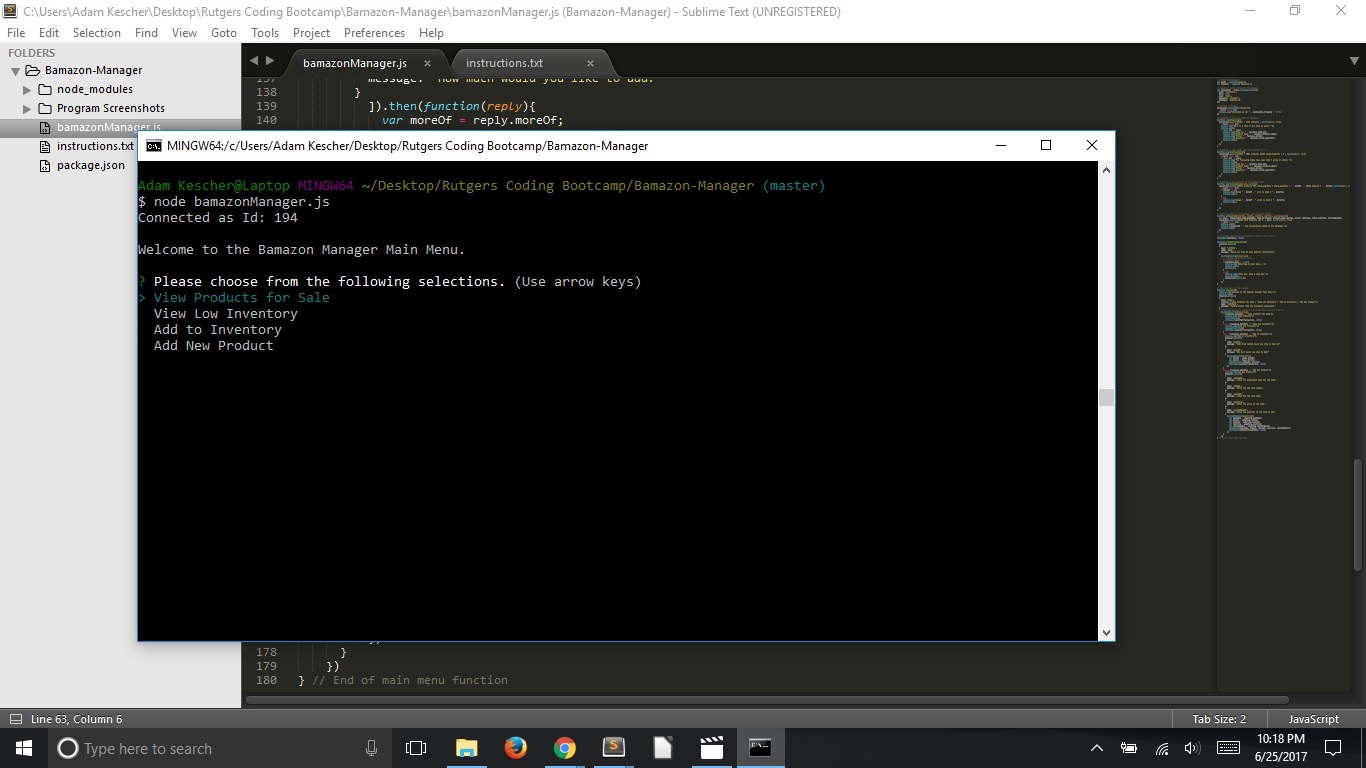 C:\Users\Adam Kescher\Desktop\Rutgers Coding Bootcamp\Bamazon-Manager\bamazonManager.js (Bamazon-Manager) - Sublime Text (UNREGISTERED)
File Edit Selection Find View Goto Tools Project Preferences Help
FOLDERS
Bamazon-Manager
node_modules
Program Screenshots
bamazonManager.js
instructions.txt
package.json
bamazonManager.js
instructions.txt
137 message: "How much would you like to add?"
138 }
139 ]).then(function(reply){
140 var moreOf = reply.moreOf;
MINGW64:/c/Users/Adam Kescher/Desktop/Rutgers Coding Bootcamp/Bamazon-Manager
Adam Kescher@Laptop MINGW64 ~/Desktop/Rutgers Coding Bootcamp/Bamazon-Manager (master)
$ node bamazonManager.js
Connected as Id: 194
Welcome to the Bamazon Manager Main Menu.
? Please choose from the following selections. (Use arrow keys)
> View Products for Sale
View Low Inventory
Add to Inventory
Add New Product
178 }
179 })
180 } // End of main menu function
Line 63, Column 6
Tab Size: 2
JavaScript
Type here to search
10:18 PM
6/25/2017